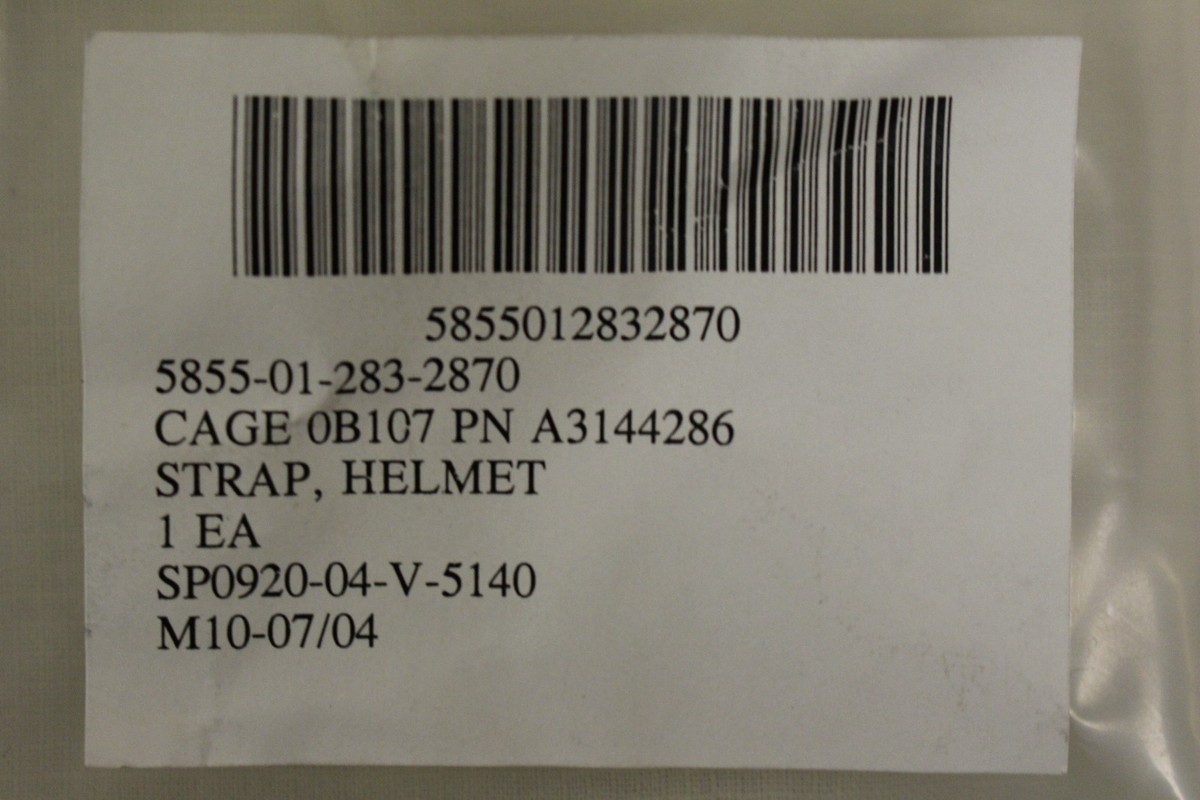 5855012832870
5855-01-283-2870
CAGE 0B107 PN A3144286
STRAP, HELMET
1 EA
SP0920-04-V-5140
M10-07/04